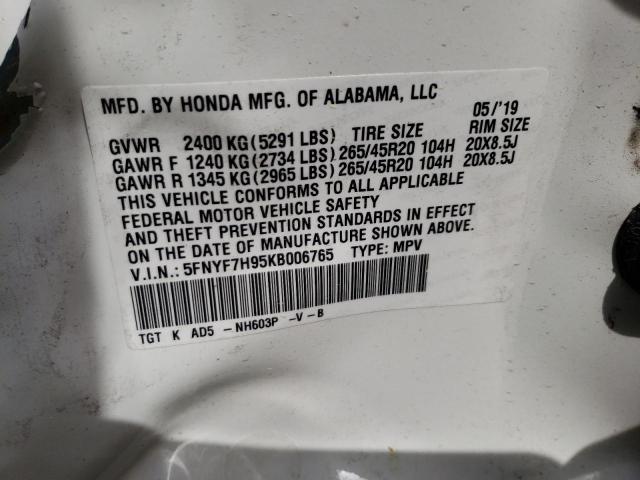 MFD. BY HONDA MFG. OF ALABAMA, LLC 05/'19
GVWR 2400 KG(5291 LBS) TIRE SIZE RIM SIZE
GAWR F 1240 KG(2734 LBS) 265/45R20 104H 20X8.5J
GAWR R 1345 KG(2965 LBS) 265/45R20 104H 20X8.5J
THIS VEHICLE CONFORMS TO ALL APPLICABLE
FEDERAL MOTOR VEHICLE SAFETY
AND THEFT PREVENTION STANDARDS IN EFFECT
ON THE DATE OF MANUFACTURE SHOWN ABOVE.
V.I.N.: 5FNYF7H95KB006765 TYPE: MPV
TGT K AD5 - NH603P -V - B